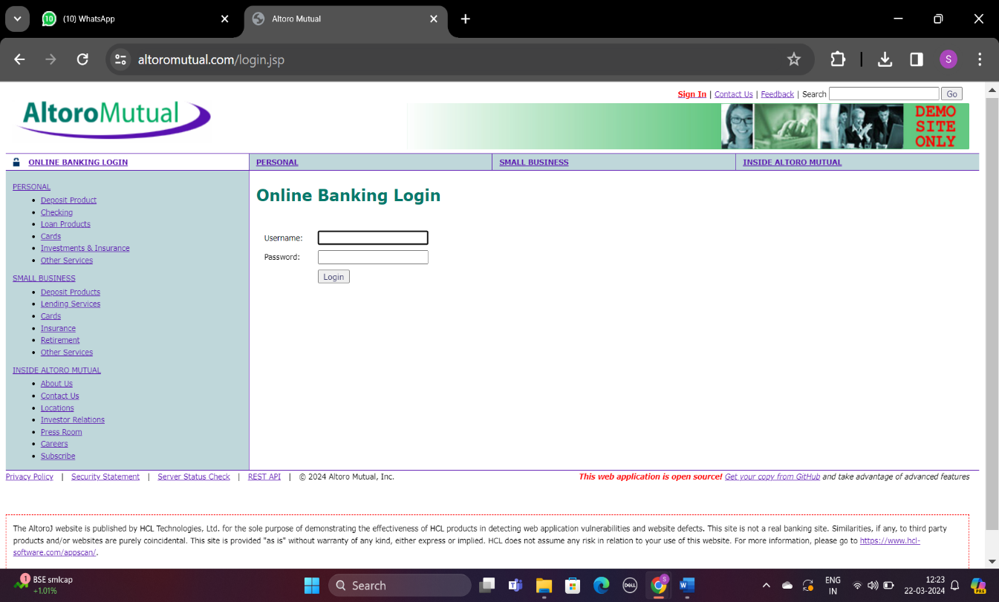 10 (10) WhatsApp
Altoro Mutual
altoromutual.com/login.jsp
S
Sign In | Contact Us | Feedback | Search Go
AltoroMutual
DEMO
SITE
ONLY
ONLINE BANKING LOGIN
PERSONAL
SMALL BUSINESS
INSIDE ALTORO MUTUAL
PERSONAL
Deposit Product
Checking
Loan Products
Cards
Investments & Insurance
Other Services
SMALL BUSINESS
Deposit Products
Lending Services
Cards
Insurance
Retirement
Other Services
INSIDE ALTORO MUTUAL
About Us
Contact Us
Locations
Investor Relations
Press Room
Careers
Subscribe
Online Banking Login
Username:
Password:
Login
Privacy Policy | Security Statement | Server Status Check | REST API | © 2024 Altoro Mutual, Inc.
This web application is open source! Get your copy from GitHub and take advantage of advanced features
The AltoroJ website is published by HCL Technologies, Ltd. for the sole purpose of demonstrating the effectiveness of HCL products in detecting web application vulnerabilities and website defects. This site is not a real banking site. Similarities, if any, to third party
products and/or websites are purely coincidental. This site is provided "as is" without warranty of any kind, either express or implied. HCL does not assume any risk in relation to your use of this website. For more information, please go to https://www.hcl-
software.com/appscan/.
1
BSE smlcap
+1.01%
Search
DELL
S
W
ENG
IN
12:23
22-03-2024
PRE